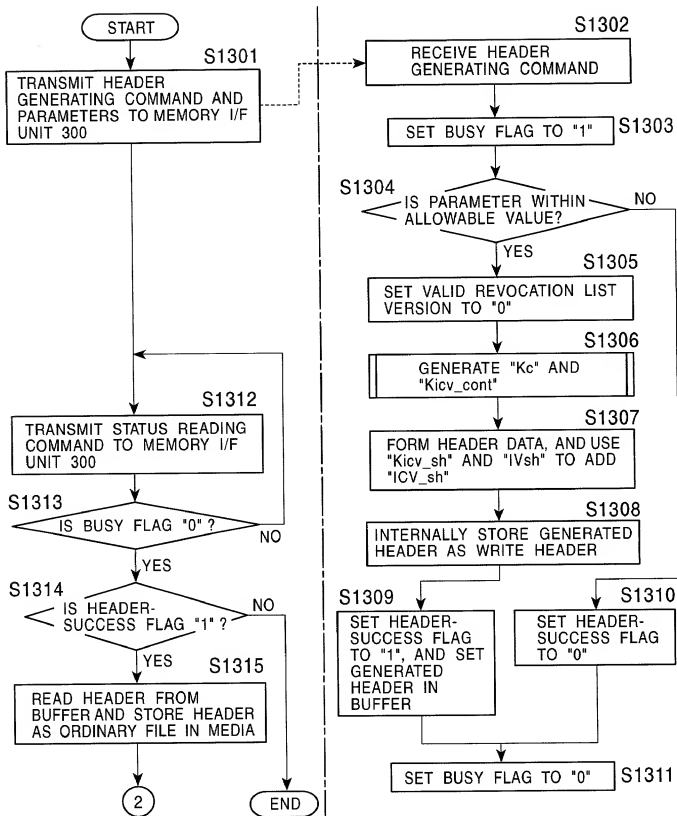 START
S1301
TRANSMIT HEADER
GENERATING COMMAND AND
PARAMETERS TO MEMORY I/F
UNIT 300
S1312
TRANSMIT STATUS READING
COMMAND TO MEMORY I/F
UNIT 300
S1313
IS BUSY FLAG "0" ?
NO
YES
S1314
IS HEADER-
SUCCESS FLAG "1" ?
NO
YES
S1315
READ HEADER FROM
BUFFER AND STORE HEADER
AS ORDINARY FILE IN MEDIA
2
END
S1302
RECEIVE HEADER
GENERATING COMMAND
SET BUSY FLAG TO "1"
S1303
S1304
IS PARAMETER WITHIN
ALLOWABLE VALUE?
NO
YES
S1305
SET VALID REVOCATION LIST
VERSION TO "0"
S1306
GENERATE "Kc" AND
"Kicv_cont"
S1307
FORM HEADER DATA, AND USE
"Kicv_sh" AND "IVsh" TO ADD
"ICV_sh"
S1308
INTERNALLY STORE GENERATED
HEADER AS WRITE HEADER
S1309
SET HEADER-
SUCCESS FLAG
TO "1", AND SET
GENERATED
HEADER IN
BUFFER
S1310
SET HEADER-
SUCCESS FLAG
TO "0"
SET BUSY FLAG TO "0"
S1311